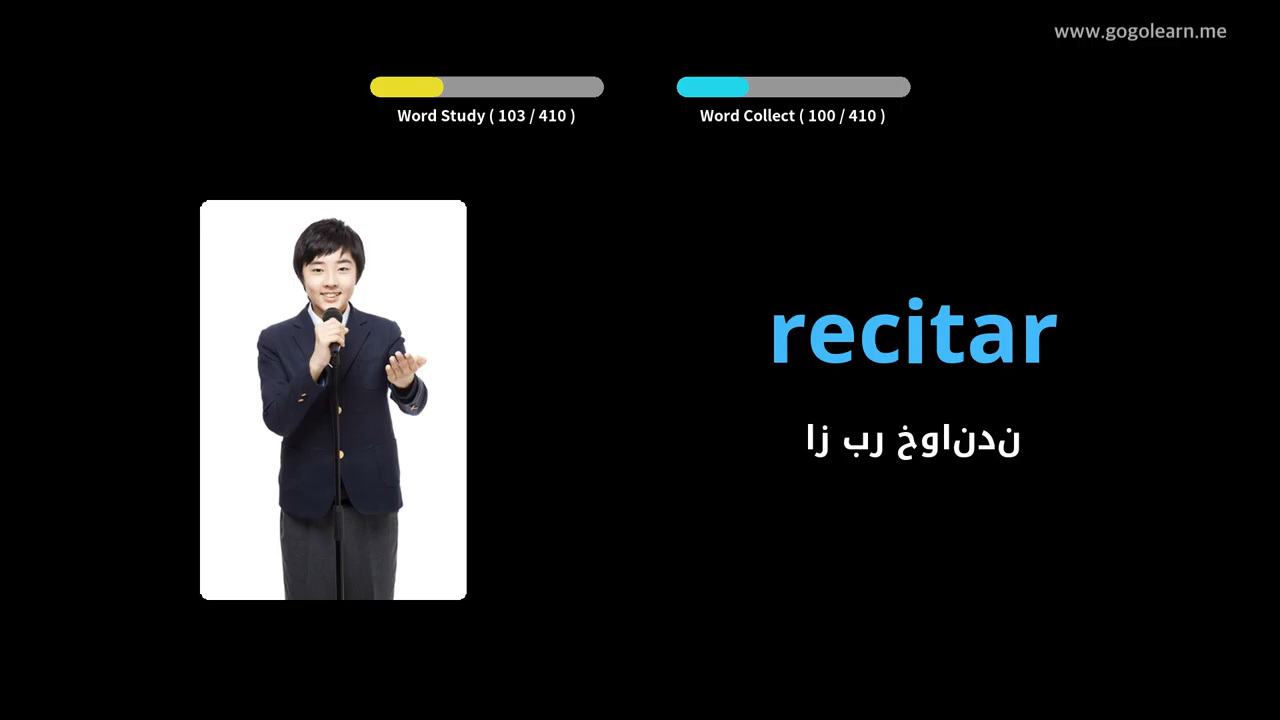 www.gogolearn.me
Word Study ( 103 / 410 )
Word Collect ( 100 / 410 )
recitar
از بر خواندن